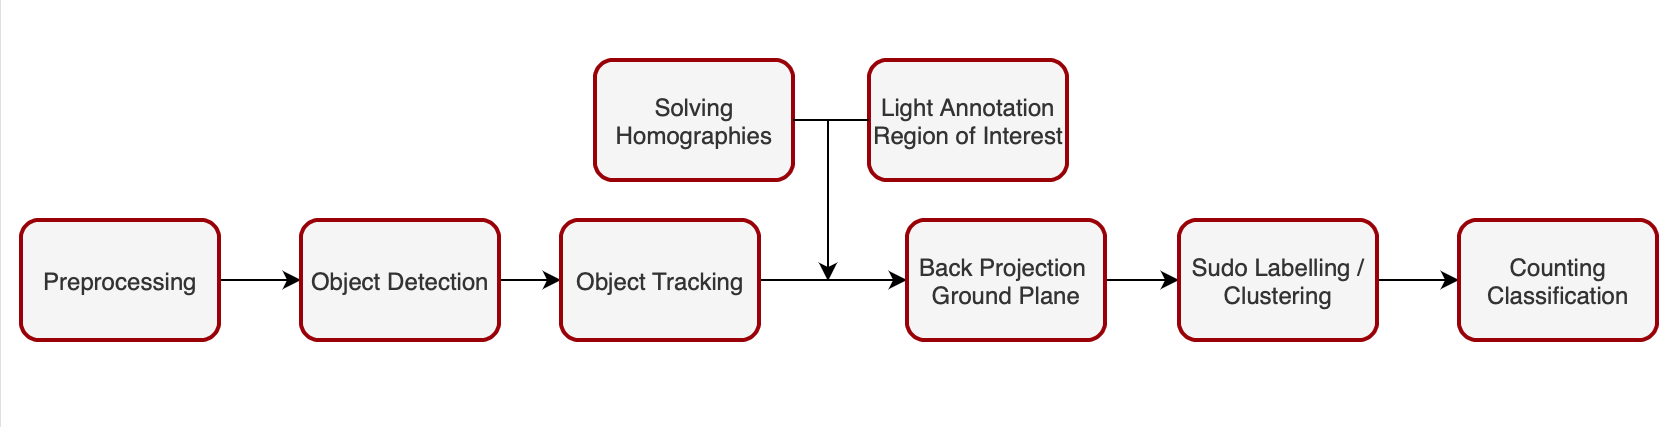 Solving
Homographies
Light Annotation
Region of Interest
Preprocessing
Object Detection
Object Tracking
Back Projection
Ground Plane
Sudo Labelling /
Clustering
Counting
Classification